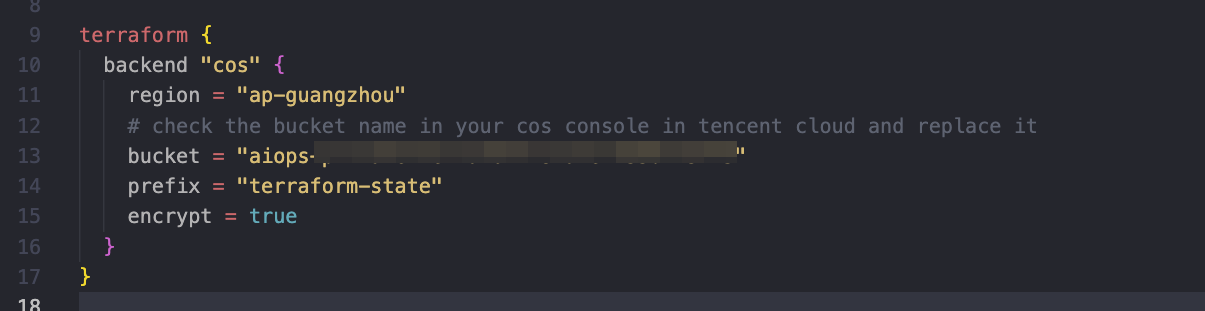 8
9 terraform {
10 backend "cos" {
11 region = "ap-guangzhou"
12 # check the bucket name in your cos console in tencent cloud and replace it
13 bucket = "aiops-"
14 prefix = "terraform-state"
15 encrypt = true
16 }
17 }
18